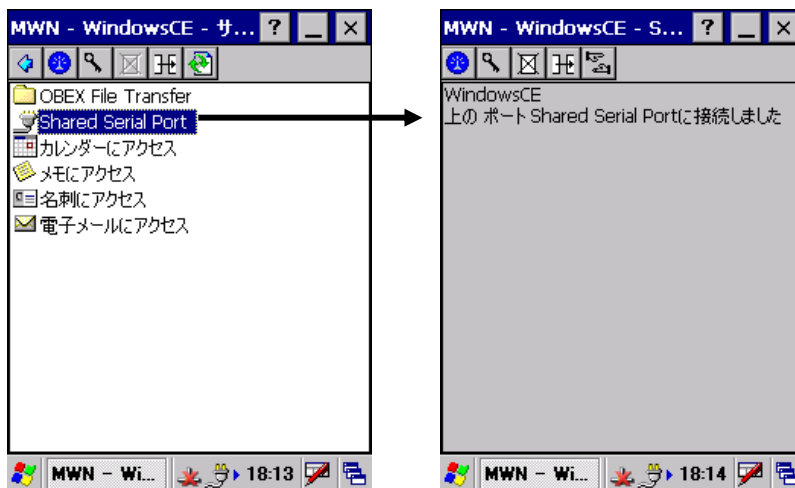 MWN - WindowsCE - サ... ? _ ×
OBEX File Transfer
Shared Serial Port
カレンダーにアクセス
メモにアクセス
名刺にアクセス
電子メールにアクセス
MWN - Wi... 18:13
MWN - WindowsCE - S... ? _ ×
WindowsCE
上の ポート Shared Serial Portに接続しました
MWN - Wi... 18:14